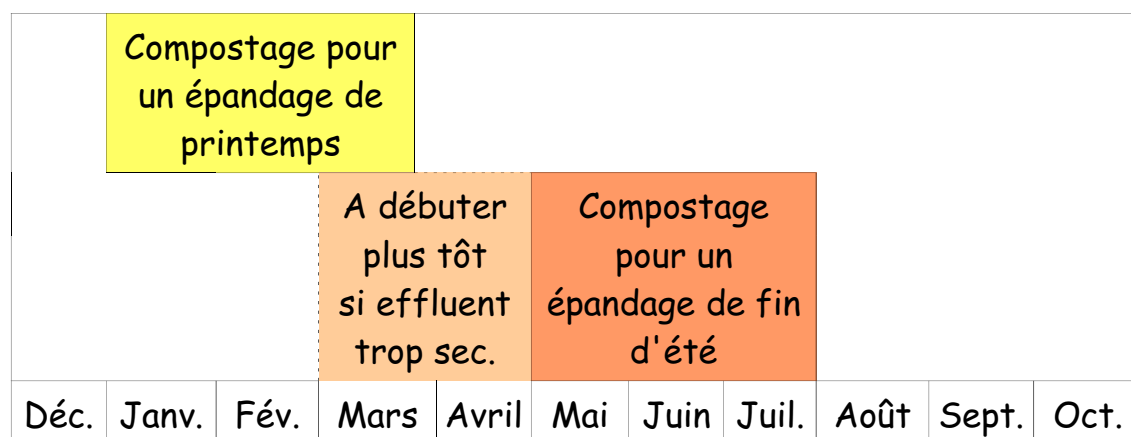 Compostage pour
un épandage de
printemps
A débuter
plus tôt
si effluent
trop sec.
Compostage
pour un
épandage de fin
d'été
Déc. Janv. Fév. Mars Avril Mai Juin Juil. Août Sept. Oct.